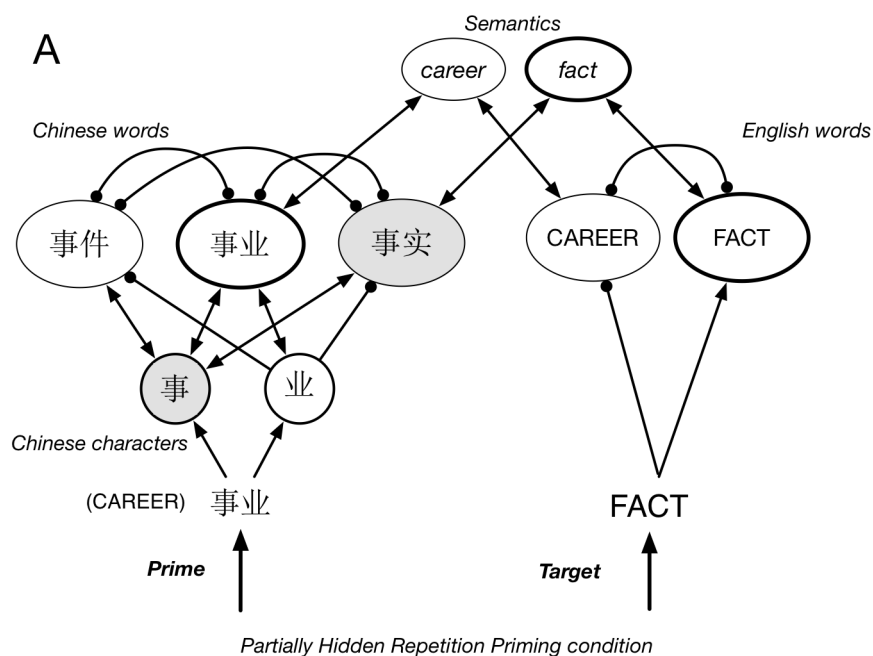 A
Semantics
career fact
Chinese words
English words
事件 事业 事实 CAREER FACT
事 业
Chinese characters
(CAREER) 事业 FACT
Prime Target
Partially Hidden Repetition Priming condition